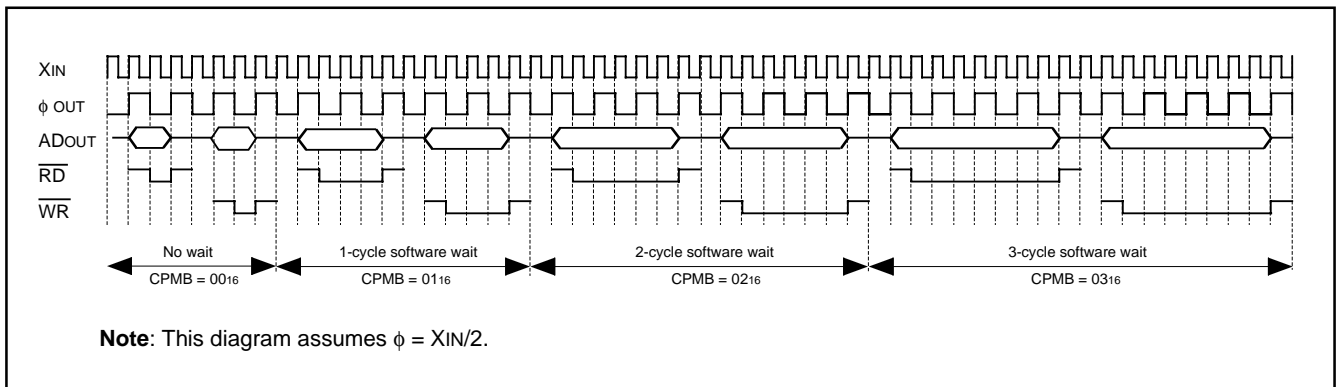 XIN
ϕ OUT
ADOUT
RD
WR
No wait
CPMB = 0016
1-cycle software wait
CPMB = 0116
2-cycle software wait
CPMB = 0216
3-cycle software wait
CPMB = 0316
Note: This diagram assumes ϕ = XIN/2.